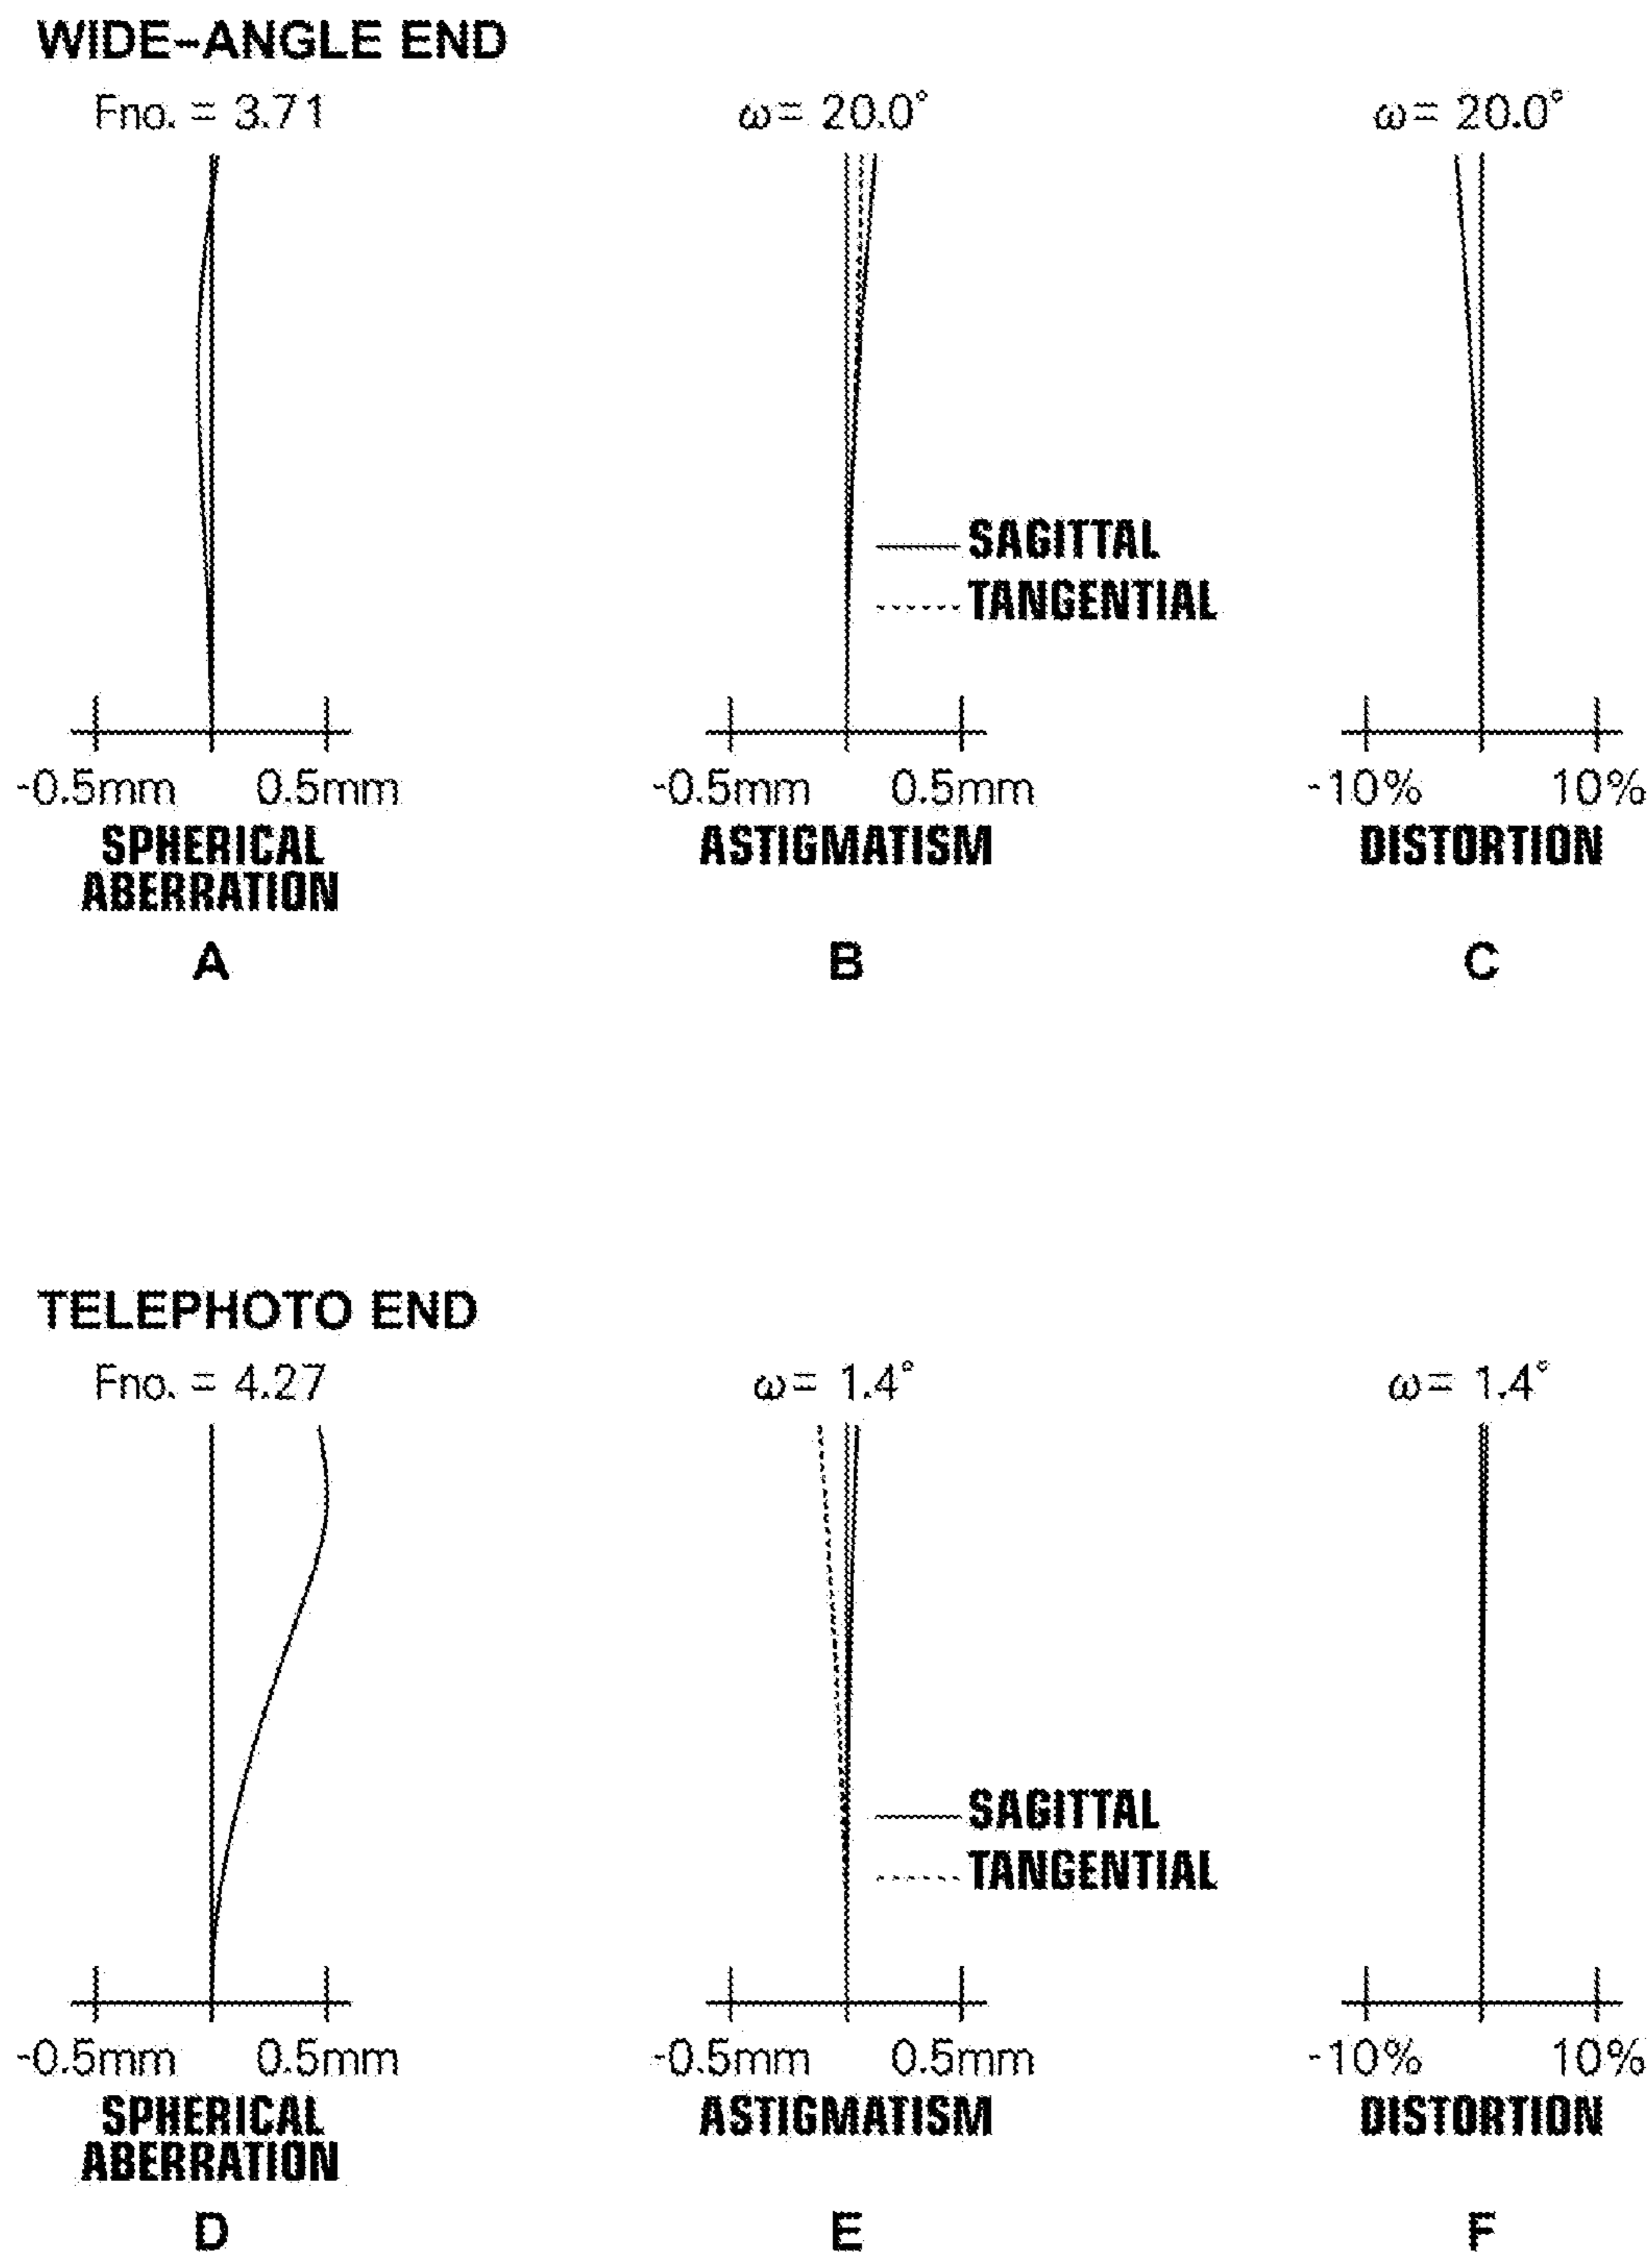 WIDE-ANGLE END
Fno. = 3.71
ω= 20.0°
ω= 20.0°
SAGITTAL
TANGENTIAL
-0.5mm 0.5mm
-0.5mm 0.5mm
-10% 10%
SPHERICAL
ABERRATION
ASTIGMATISM
DISTORTION
A
B
C
TELEPHOTO END
Fno. = 4.27
ω= 1.4°
ω= 1.4°
SAGITTAL
TANGENTIAL
-0.5mm 0.5mm
-0.5mm 0.5mm
-10% 10%
SPHERICAL
ABERRATION
ASTIGMATISM
DISTORTION
D
E
F